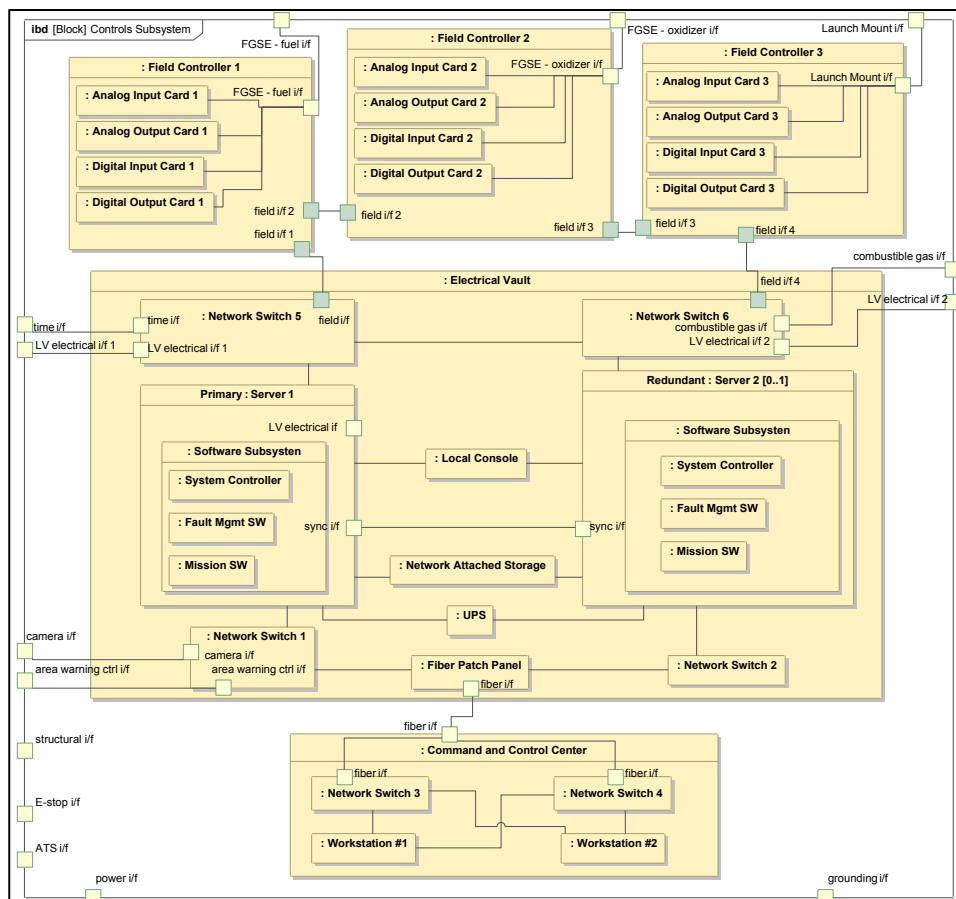 ibd [Block] Controls Subsystem
FGSE - fuel i/f
FGSE - oxidizer i/f
Launch Mount i/f
: Field Controller 1
FGSE - fuel i/f
: Analog Input Card 1
: Analog Output Card 1
: Digital Input Card 1
: Digital Output Card 1
field i/f 2
field i/f 1
: Field Controller 2
FGSE - oxidizer i/f
: Analog Input Card 2
: Analog Output Card 2
: Digital Input Card 2
: Digital Output Card 2
field i/f 2
field i/f 3
: Field Controller 3
Launch Mount i/f
: Analog Input Card 3
: Analog Output Card 3
: Digital Input Card 3
: Digital Output Card 3
field i/f 3
field i/f 4
combustible gas i/f
LV electrical i/f 2
time i/f
LV electrical i/f 1
: Electrical Vault
field i/f 4
: Network Switch 5
time i/f
field i/f
LV electrical i/f 1
: Network Switch 6
combustible gas i/f
LV electrical i/f 2
Primary : Server 1
LV electrical if
: Software Subsysten
: System Controller
: Fault Mgmt SW
: Mission SW
sync i/f
Redundant : Server 2 [0..1]
: Software Subsysten
: System Controller
: Fault Mgmt SW
: Mission SW
sync i/f
: Local Console
: Network Attached Storage
: UPS
: Network Switch 1
camera i/f
area warning ctrl i/f
: Fiber Patch Panel
fiber i/f
: Network Switch 2
camera i/f
area warning ctrl i/f
structural i/f
E-stop i/f
ATS i/f
fiber i/f
: Command and Control Center
fiber i/f
fiber i/f
: Network Switch 3
: Network Switch 4
: Workstation #1
: Workstation #2
power i/f
grounding i/f